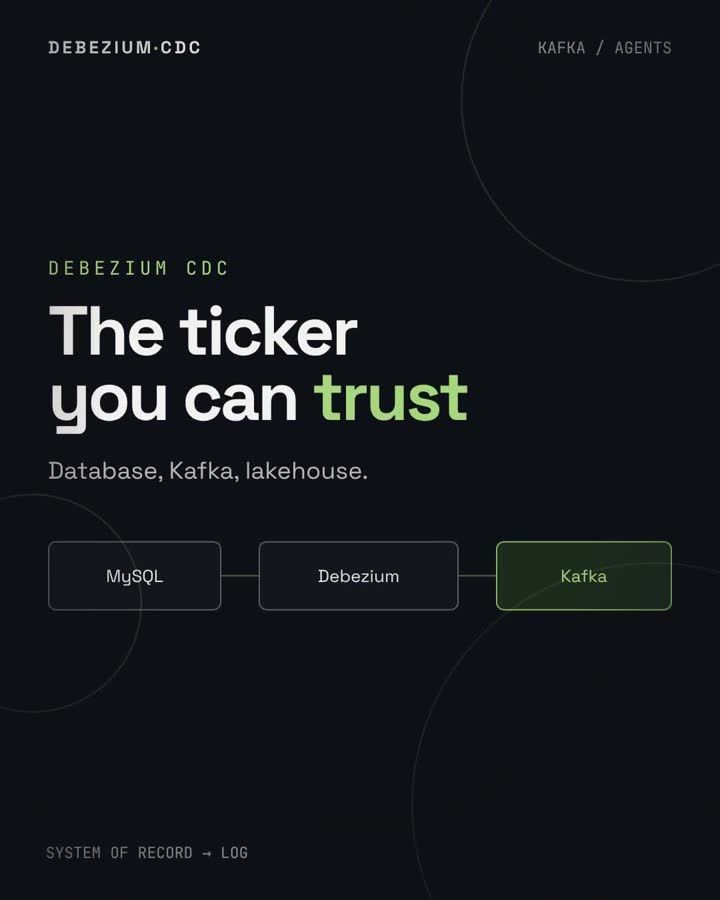 DEBEZIUM·CDC
KAFKA / AGENTS
DEBEZIUM CDC
The ticker
you can trust
Database, Kafka, lakehouse.
MySQL
Debezium
Kafka
SYSTEM OF RECORD → LOG